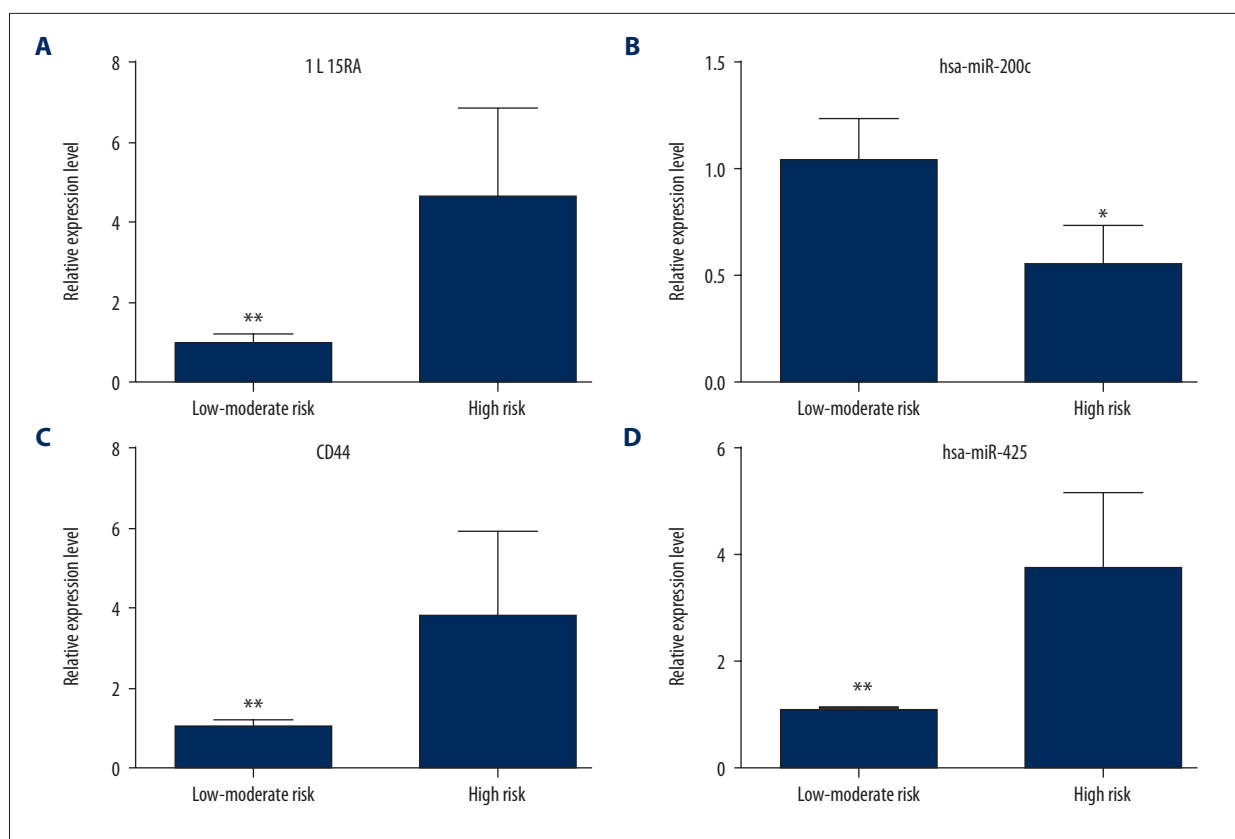 A
1 L 15RA
Relative expression level
8
6
4
2
0
**
Low-moderate risk
High risk
B
hsa-miR-200c
Relative expression level
1.5
1.0
0.5
0.0
*
Low-moderate risk
High risk
C
CD44
Relative expression level
8
6
4
2
0
**
Low-moderate risk
High risk
D
hsa-miR-425
Relative expression level
6
4
2
0
**
Low-moderate risk
High risk